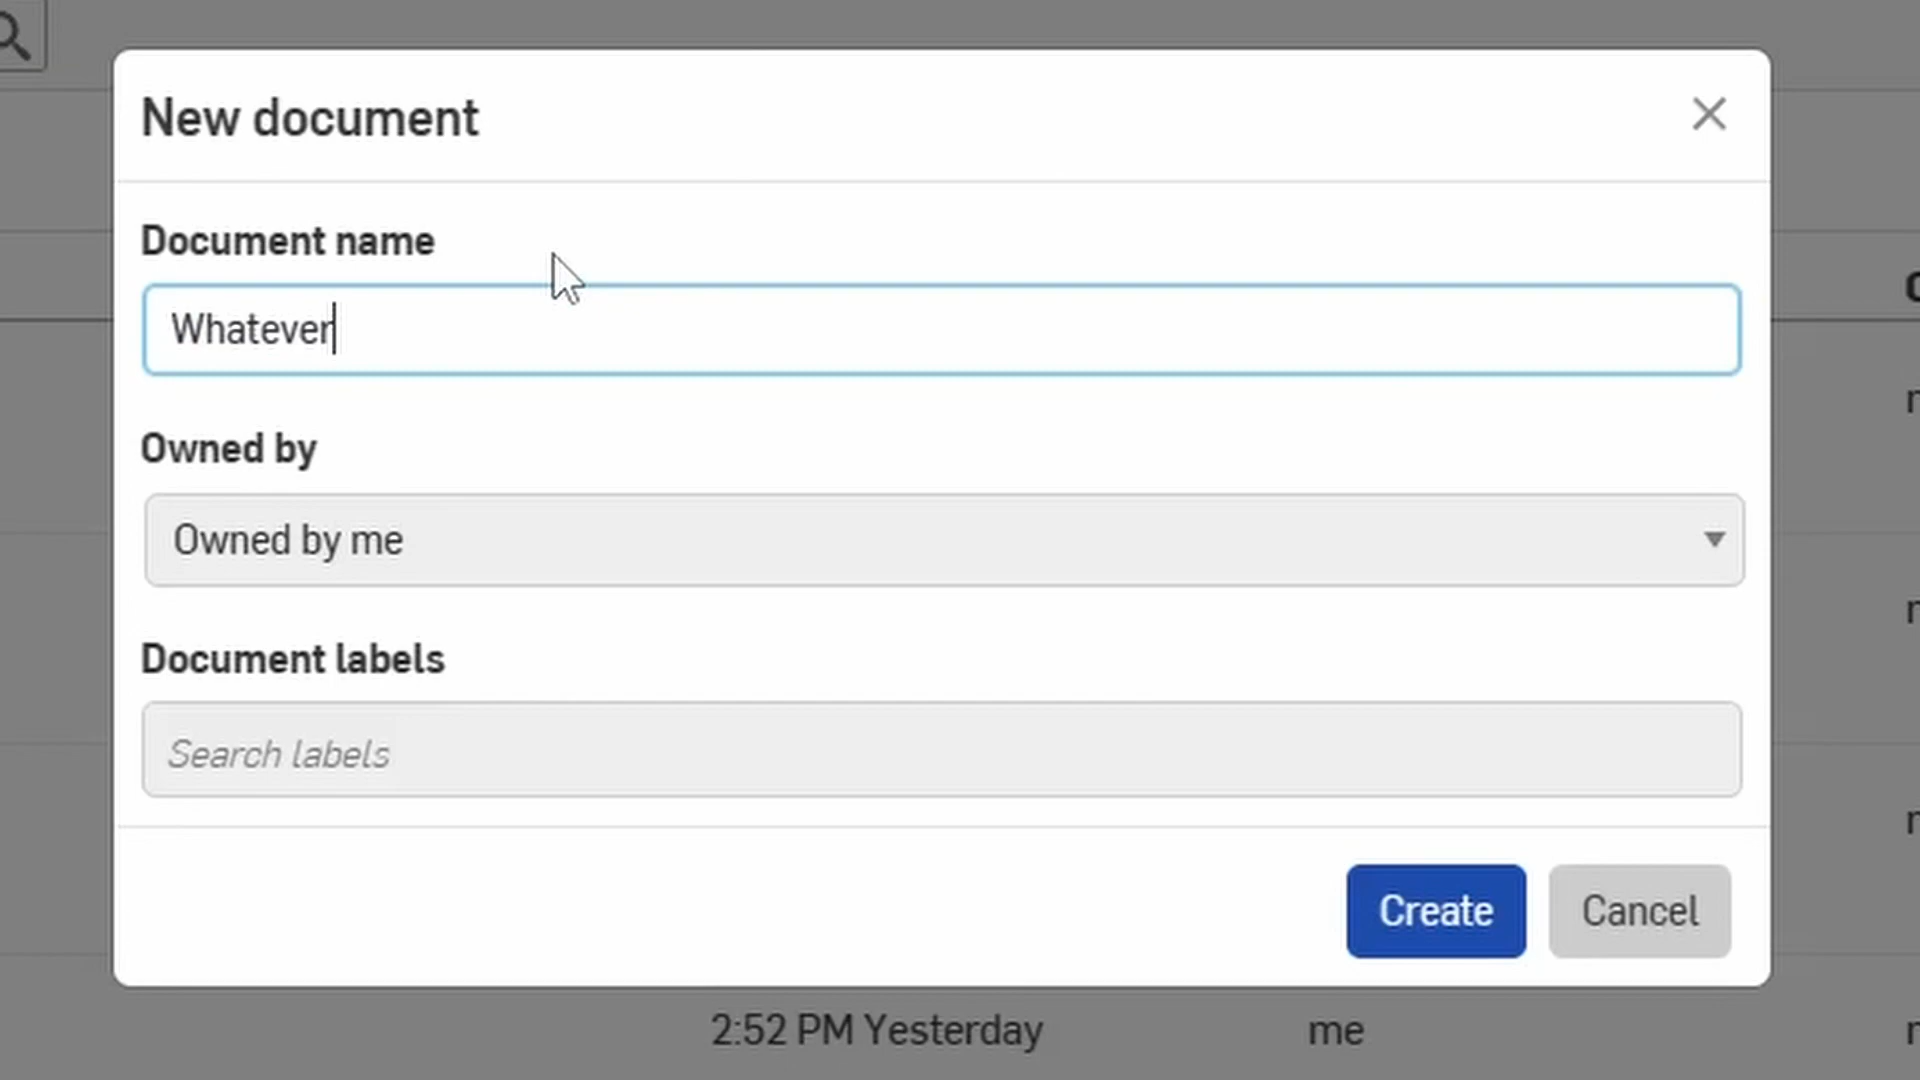 New document
Document name
Whatever
Owned by
Owned by me
Document labels
Search labels
Create
Cancel
2:52 PM Yesterday
me